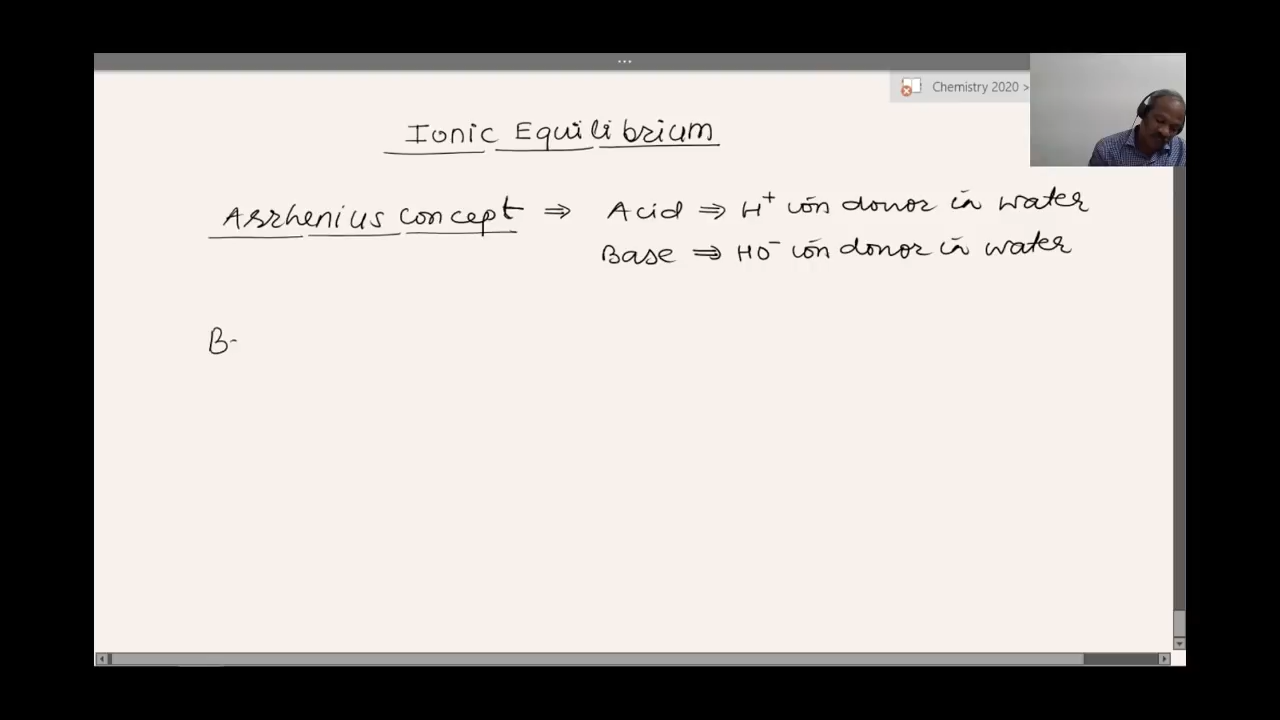 Chemistry 2020 >
Ionic Equilibrium
Arrhenius concept ⇒ Acid ⇒ H⁺ ion donor in water
Base ⇒ HO⁻ ion donor in water
B-